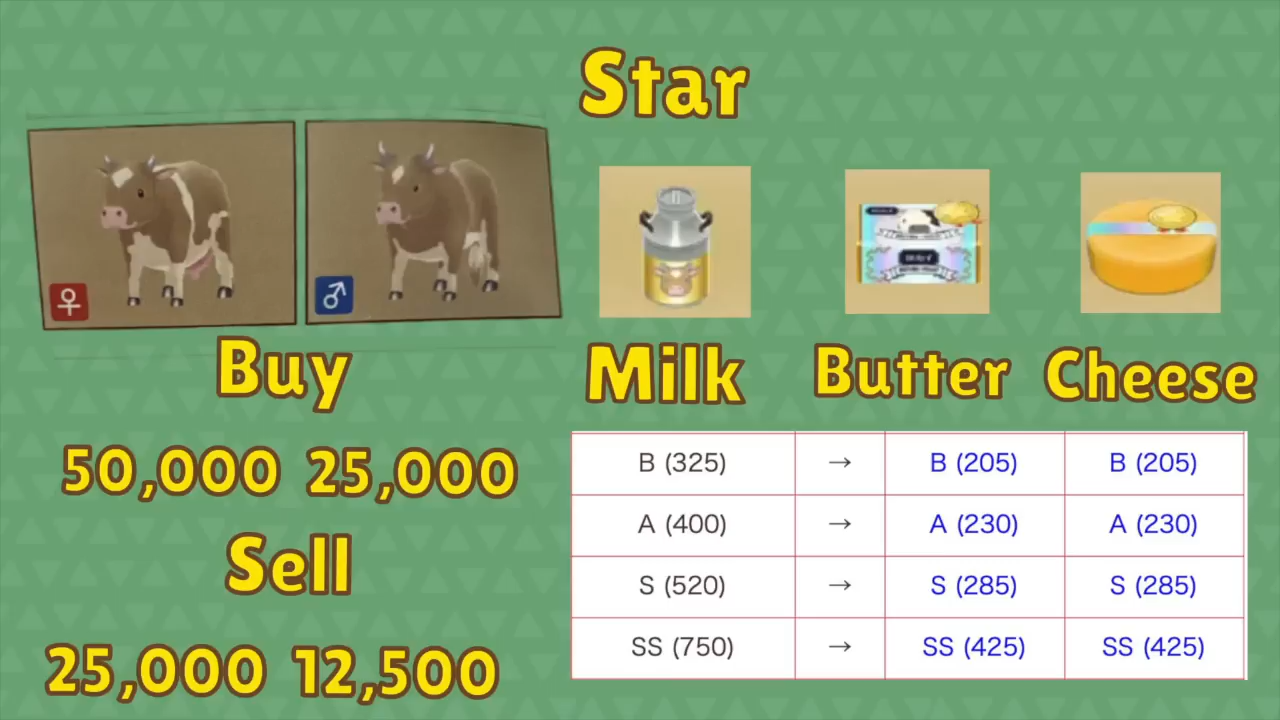 Star
♀ ♂
Buy
50,000 25,000
Sell
25,000 12,500
Milk Butter Cheese
B (325) → B (205) B (205)
A (400) → A (230) A (230)
S (520) → S (285) S (285)
SS (750) → SS (425) SS (425)